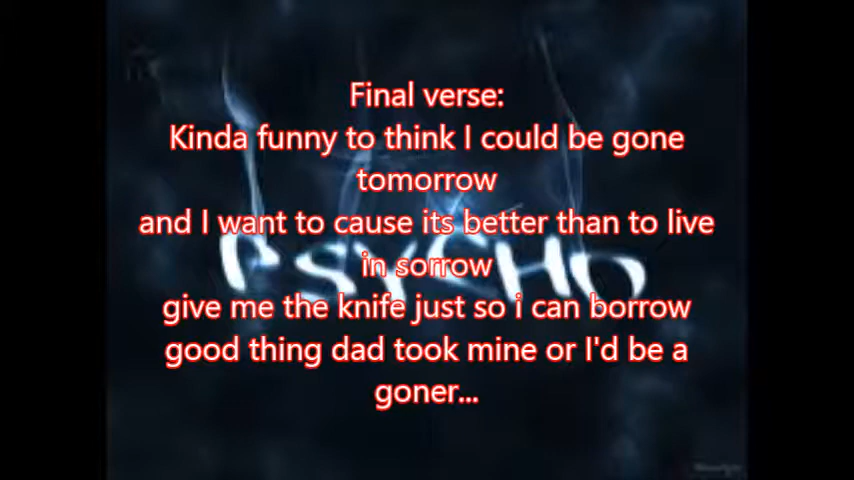 Final verse:
Kinda funny to think I could be gone
tomorrow
and I want to cause its better than to live
in sorrow
PSYCHO
give me the knife just so i can borrow
good thing dad took mine or I'd be a
goner...